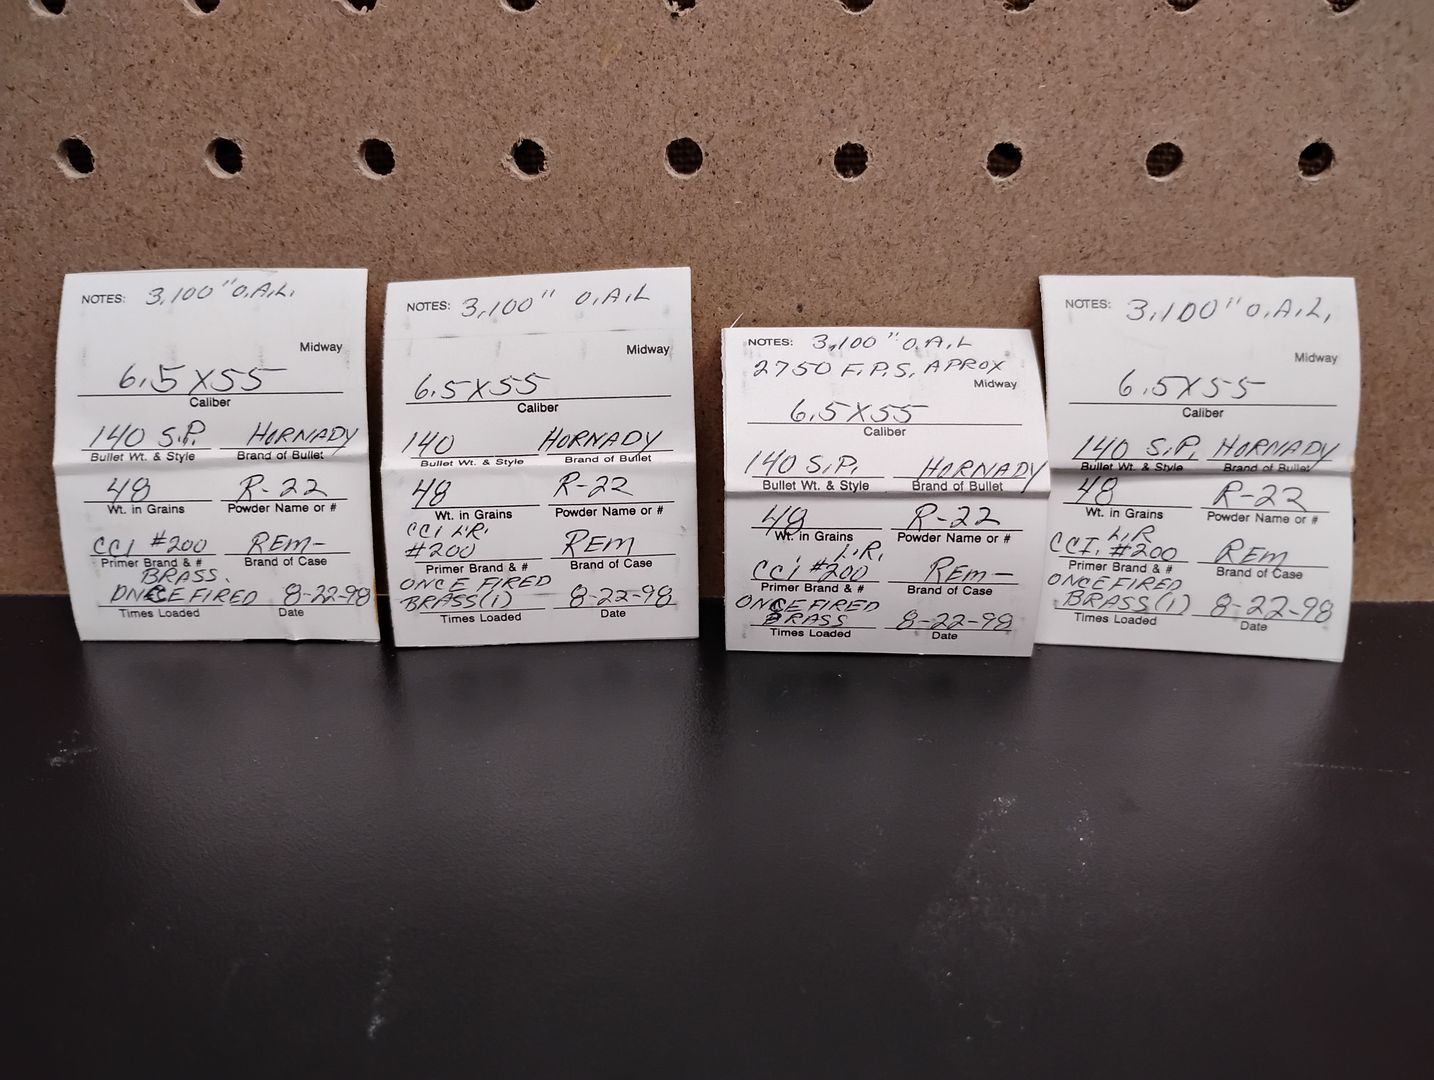 NOTES: 3,100" O.A.L.
Midway
6.5X55
Caliber
140 S.P. HORNADY
Bullet Wt. & Style Brand of Bullet
48 R-22
Wt. in Grains Powder Name or #
CCI #200 REM-
Primer Brand & # Brand of Case
BRASS.
ONCE FIRED 8-22-98
Times Loaded Date
NOTES: 3,100" O.A.L
Midway
6.5X55
Caliber
140 HORNADY
Bullet Wt. & Style Brand of Bullet
48 R-22
Wt. in Grains Powder Name or #
CCI L.R.
#200 REM
Primer Brand & # Brand of Case
ONCE FIRED
BRASS(1) 8-22-98
Times Loaded Date
NOTES: 3,100" O.A.L
2750 F.P.S. APROX
Midway
6.5X55
Caliber
140 S.P. HORNADY
Bullet Wt. & Style Brand of Bullet
48 R-22
Wt. in Grains Powder Name or #
L.R.
CCI #200 REM-
Primer Brand & # Brand of Case
ONCE FIRED
BRASS 8-22-98
Times Loaded Date
NOTES: 3,100" O.A.L.
Midway
6.5X55
Caliber
140 S.P. HORNADY
Bullet Wt. & Style Brand of Bullet
48 R-22
Wt. in Grains Powder Name or #
L.R
CCI. #200 REM
Primer Brand & # Brand of Case
ONCE FIRED
BRASS(1) 8-22-98
Times Loaded Date